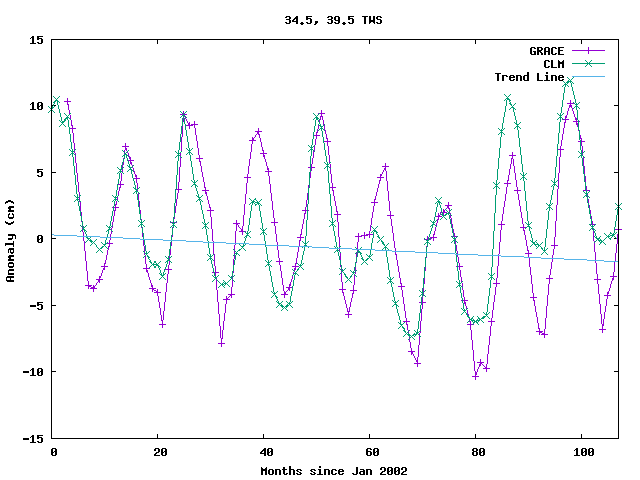 34.5, 39.5 TWS
GRACE
CLM
Trend Line
15
10
5
0
-5
-10
-15
Anomaly (cm)
0 20 40 60 80 100
Months since Jan 2002